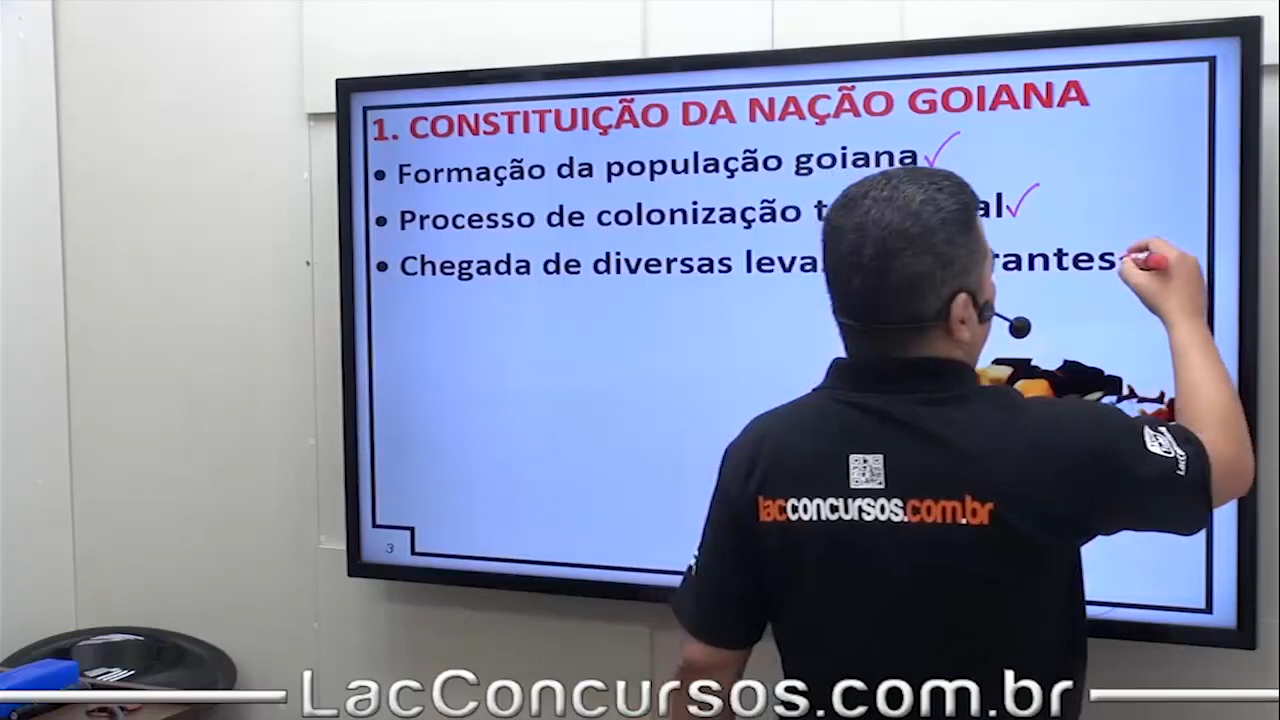 1. CONSTITUIÇÃO DA NAÇÃO GOIANA
• Formação da população goiana
• Processo de colonização
• Chegada de diversas
3
lacconcursos.com.br
LacConcursos.com.br